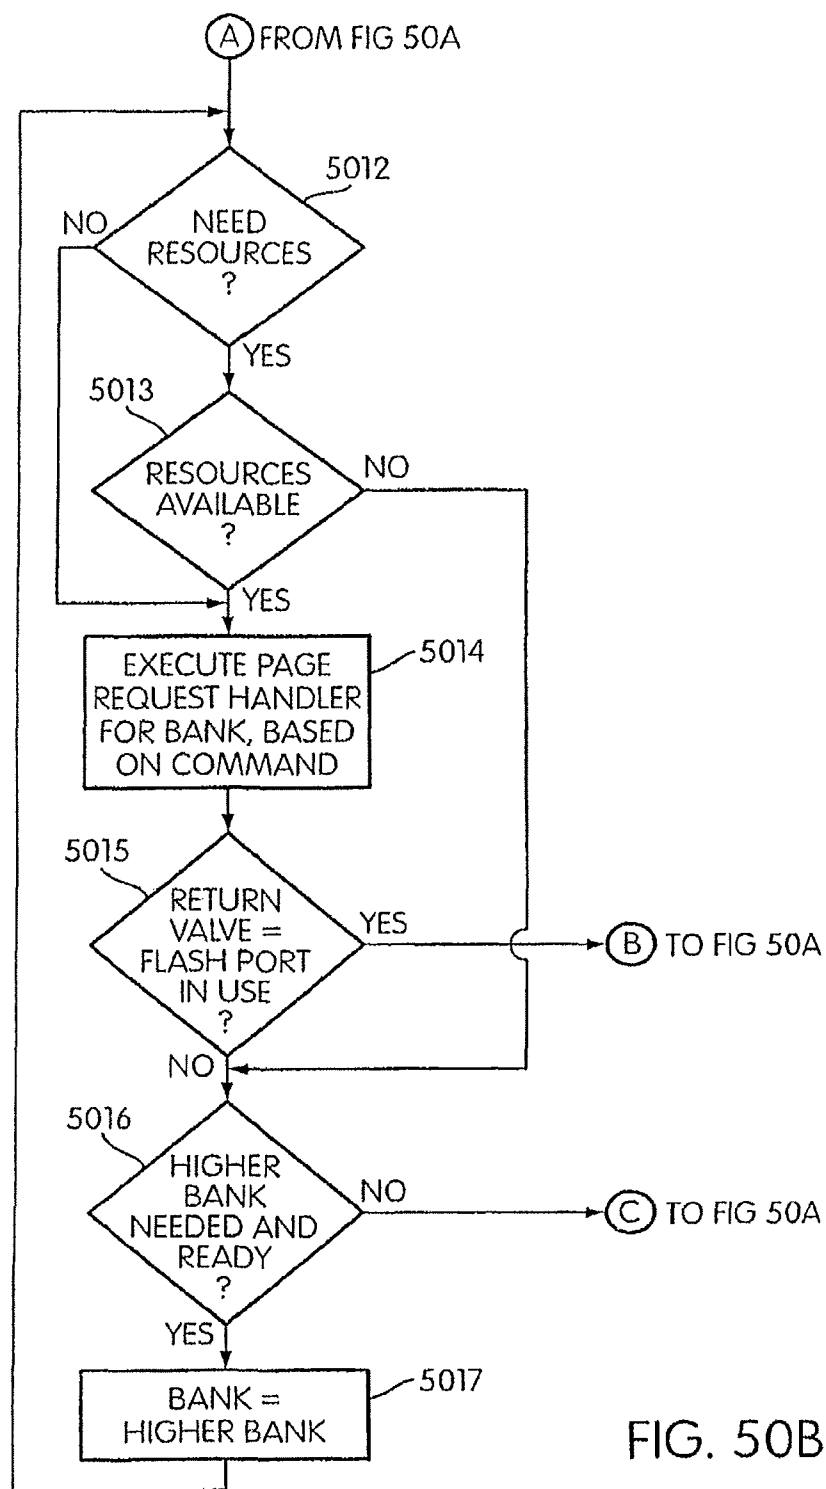 A FROM FIG 50A
5012
NO
NEED
RESOURCES
?
YES
5013
RESOURCES
AVAILABLE
?
NO
YES
EXECUTE PAGE
REQUEST HANDLER
FOR BANK, BASED
ON COMMAND
5014
5015
RETURN
VALVE =
FLASH PORT
IN USE
?
YES
B TO FIG 50A
NO
5016
HIGHER
BANK
NEEDED AND
READY
?
NO
C TO FIG 50A
YES
BANK =
HIGHER BANK
5017
FIG. 50B